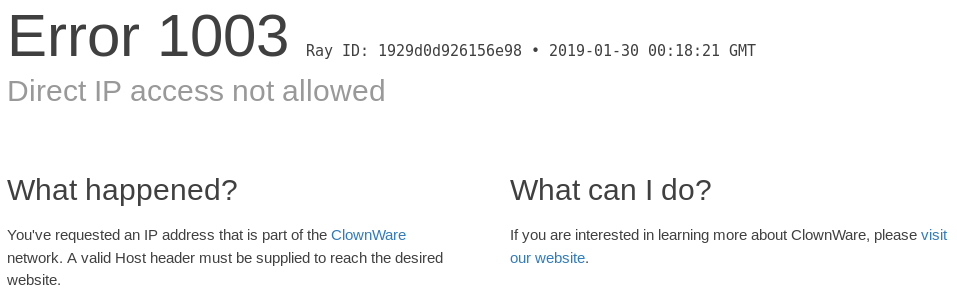 Error 1003 Ray ID: 1929d0d926156e98 • 2019-01-30 00:18:21 GMT
Direct IP access not allowed
What happened?
You've requested an IP address that is part of the ClownWare
network. A valid Host header must be supplied to reach the desired
website.
What can I do?
If you are interested in learning more about ClownWare, please visit
our website.